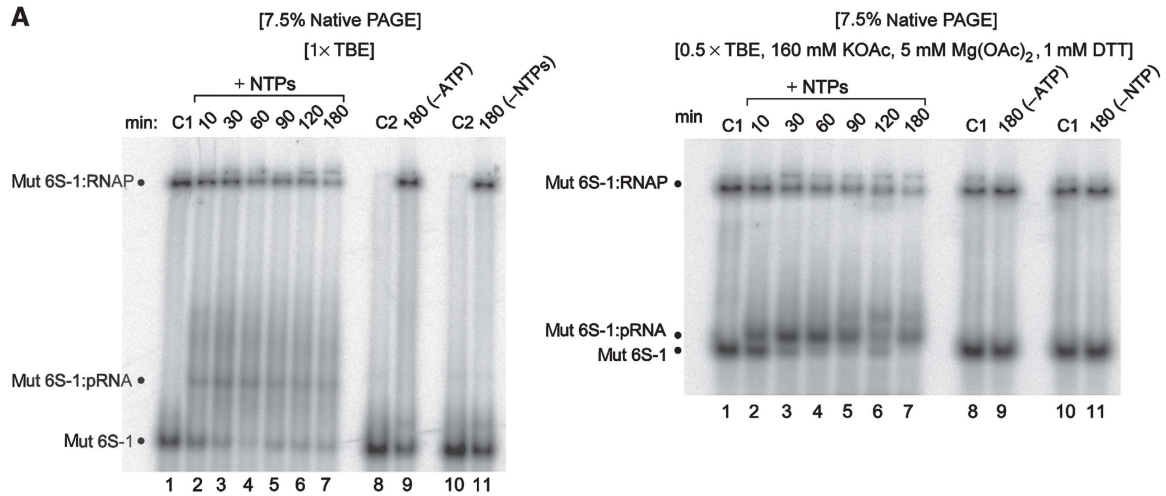 A
[7.5% Native PAGE]
[1× TBE]
+ NTPs
min: C1 10 30 60 90 120 180 C2 180 (–ATP) C2 180 (–NTPs)
Mut 6S-1:RNAP •
Mut 6S-1:pRNA •
Mut 6S-1 •
1 2 3 4 5 6 7 8 9 10 11
[7.5% Native PAGE]
[0.5 × TBE, 160 mM KOAc, 5 mM Mg(OAc)₂, 1 mM DTT]
+ NTPs
min C1 10 30 60 90 120 180 C1 180 (–ATP) C1 180 (–NTP)
Mut 6S-1:RNAP •
Mut 6S-1:pRNA •
Mut 6S-1 •
1 2 3 4 5 6 7 8 9 10 11